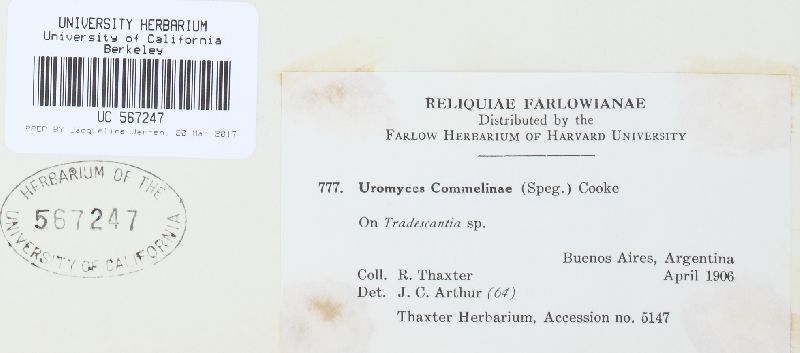 UNIVERSITY HERBARIUM
University of California
Berkeley
UC 567247
PREP BY Jacqueline Warren, 20 Mar 2017
HERBARIUM OF THE
567247
UNIVERSITY OF CALIFORNIA
RELIQUIAE FARLOWIANAE
Distributed by the
FARLOW HERBARIUM OF HARVARD UNIVERSITY
777. Uromyces Commelinae (Speg.) Cooke
On Tradescantia sp.
Buenos Aires, Argentina
Coll. R. Thaxter April 1906
Det. J. C. Arthur (64)
Thaxter Herbarium, Accession no. 5147